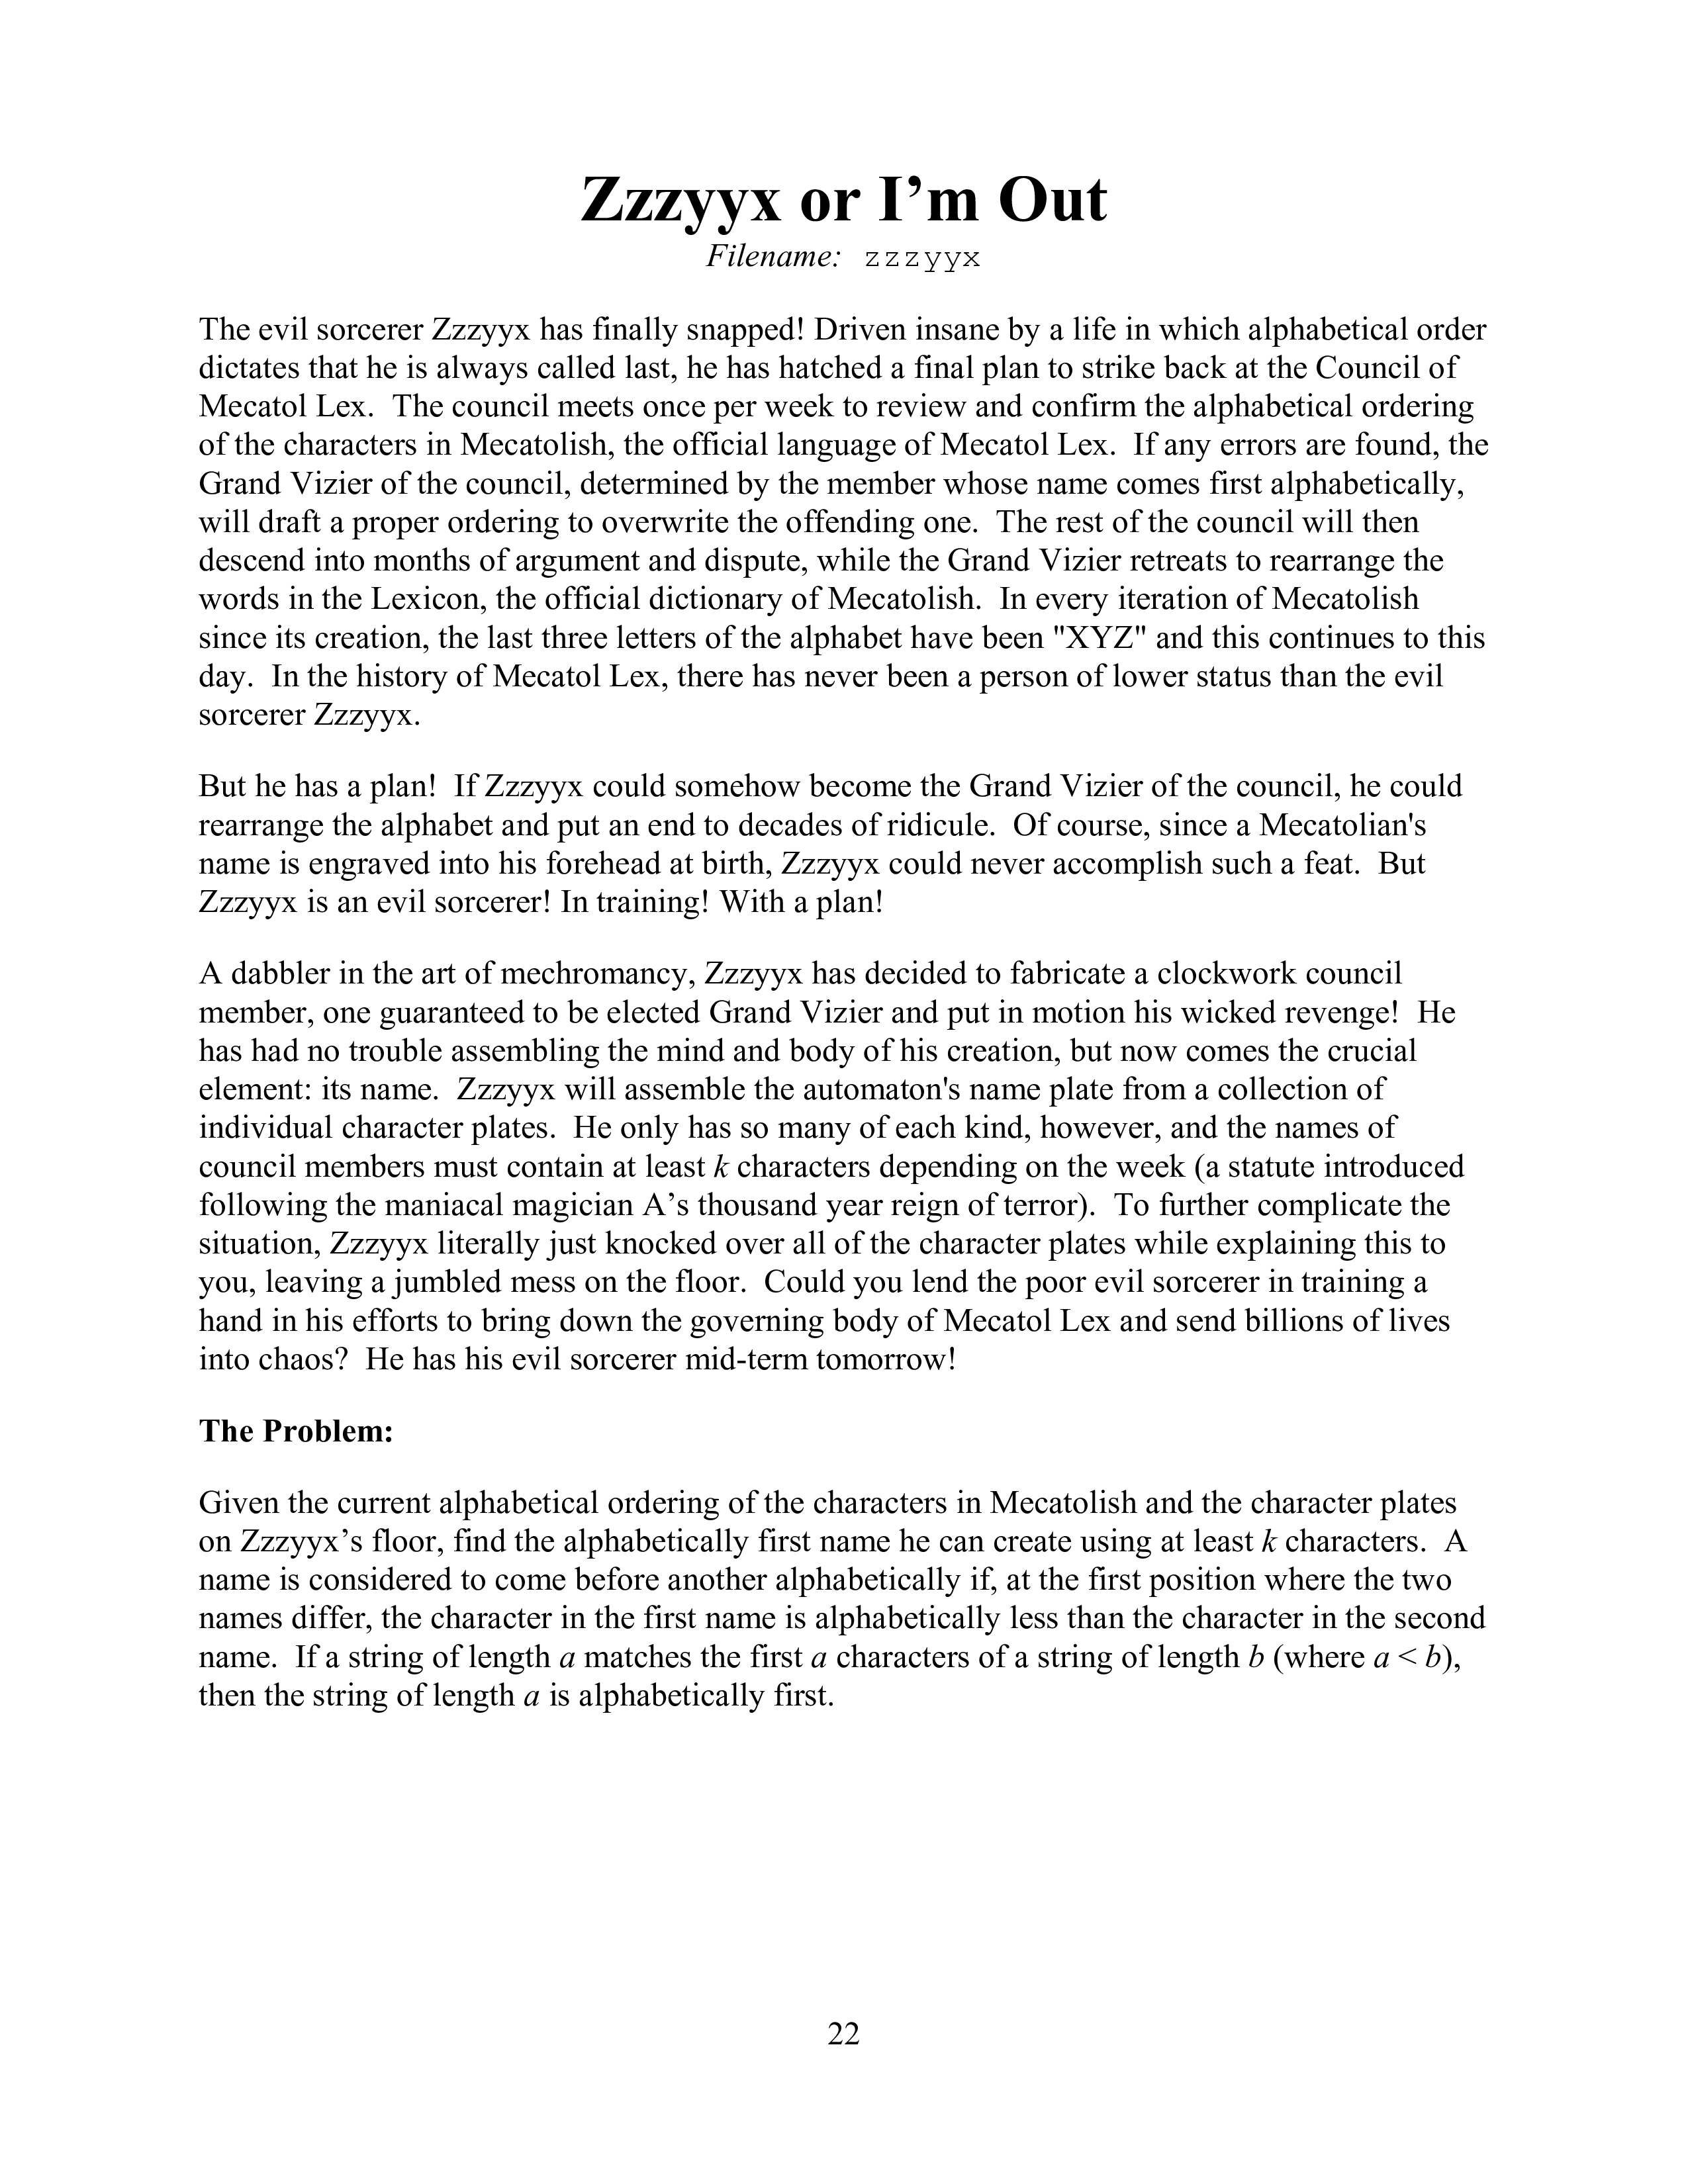 Zzzyyx or I’m Out
Filename: zzzyyx
The evil sorcerer Zzzyyx has finally snapped! Driven insane by a life in which alphabetical order
dictates that he is always called last, he has hatched a final plan to strike back at the Council of
Mecatol Lex. The council meets once per week to review and confirm the alphabetical ordering
of the characters in Mecatolish, the official language of Mecatol Lex. If any errors are found, the
Grand Vizier of the council, determined by the member whose name comes first alphabetically,
will draft a proper ordering to overwrite the offending one. The rest of the council will then
descend into months of argument and dispute, while the Grand Vizier retreats to rearrange the
words in the Lexicon, the official dictionary of Mecatolish. In every iteration of Mecatolish
since its creation, the last three letters of the alphabet have been "XYZ" and this continues to this
day. In the history of Mecatol Lex, there has never been a person of lower status than the evil
sorcerer Zzzyyx.
But he has a plan! If Zzzyyx could somehow become the Grand Vizier of the council, he could
rearrange the alphabet and put an end to decades of ridicule. Of course, since a Mecatolian's
name is engraved into his forehead at birth, Zzzyyx could never accomplish such a feat. But
Zzzyyx is an evil sorcerer! In training! With a plan!
A dabbler in the art of mechromancy, Zzzyyx has decided to fabricate a clockwork council
member, one guaranteed to be elected Grand Vizier and put in motion his wicked revenge! He
has had no trouble assembling the mind and body of his creation, but now comes the crucial
element: its name. Zzzyyx will assemble the automaton's name plate from a collection of
individual character plates. He only has so many of each kind, however, and the names of
council members must contain at least k characters depending on the week (a statute introduced
following the maniacal magician A’s thousand year reign of terror). To further complicate the
situation, Zzzyyx literally just knocked over all of the character plates while explaining this to
you, leaving a jumbled mess on the floor. Could you lend the poor evil sorcerer in training a
hand in his efforts to bring down the governing body of Mecatol Lex and send billions of lives
into chaos? He has his evil sorcerer mid-term tomorrow!
The Problem:
Given the current alphabetical ordering of the characters in Mecatolish and the character plates
on Zzzyyx’s floor, find the alphabetically first name he can create using at least k characters. A
name is considered to come before another alphabetically if, at the first position where the two
names differ, the character in the first name is alphabetically less than the character in the second
name. If a string of length a matches the first a characters of a string of length b (where a < b),
then the string of length a is alphabetically first.
22